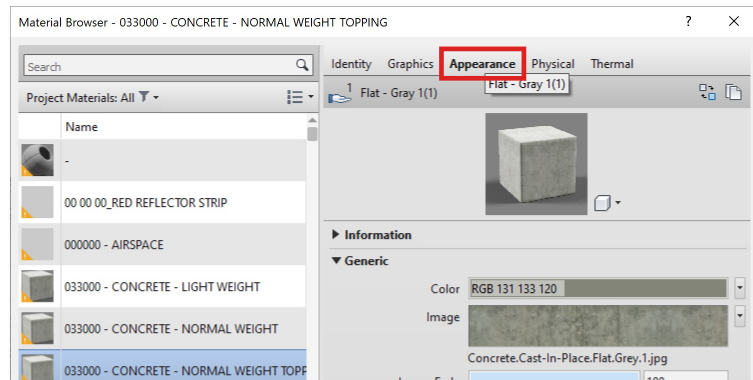 Material Browser - 033000 - CONCRETE - NORMAL WEIGHT TOPPING
? ×
Search
Project Materials: All
Name
-
00 00 00_RED REFLECTOR STRIP
000000 - AIRSPACE
033000 - CONCRETE - LIGHT WEIGHT
033000 - CONCRETE - NORMAL WEIGHT
033000 - CONCRETE - NORMAL WEIGHT TOPP
Identity Graphics Appearance Physical Thermal
1 Flat - Gray 1(1)
Flat - Gray 1(1)
Information
Generic
Color RGB 131 133 120
Image
Concrete.Cast-In-Place.Flat.Grey.1.jpg